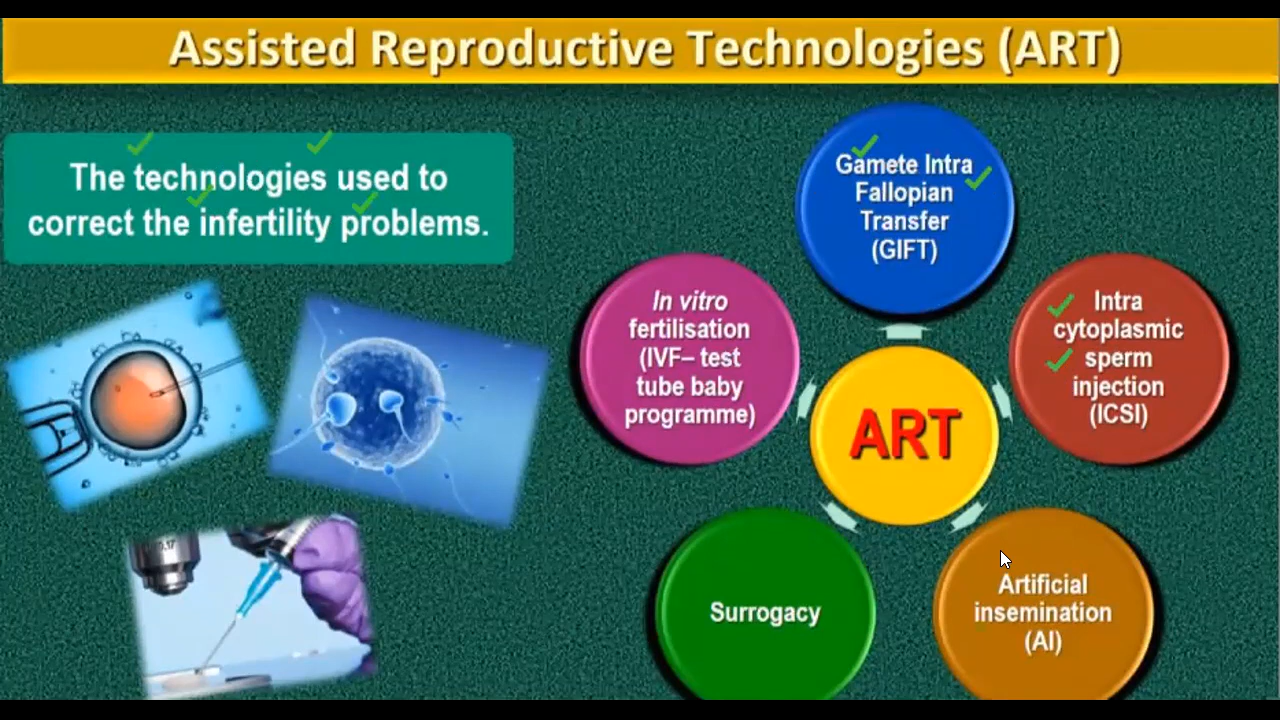 Assisted Reproductive Technologies (ART)
The technologies used to
correct the infertility problems.
Gamete Intra
Fallopian
Transfer
(GIFT)
In vitro
fertilisation
(IVF– test
tube baby
programme)
Intra
cytoplasmic
sperm
injection
(ICSI)
ART
Surrogacy
Artificial
insemination
(AI)